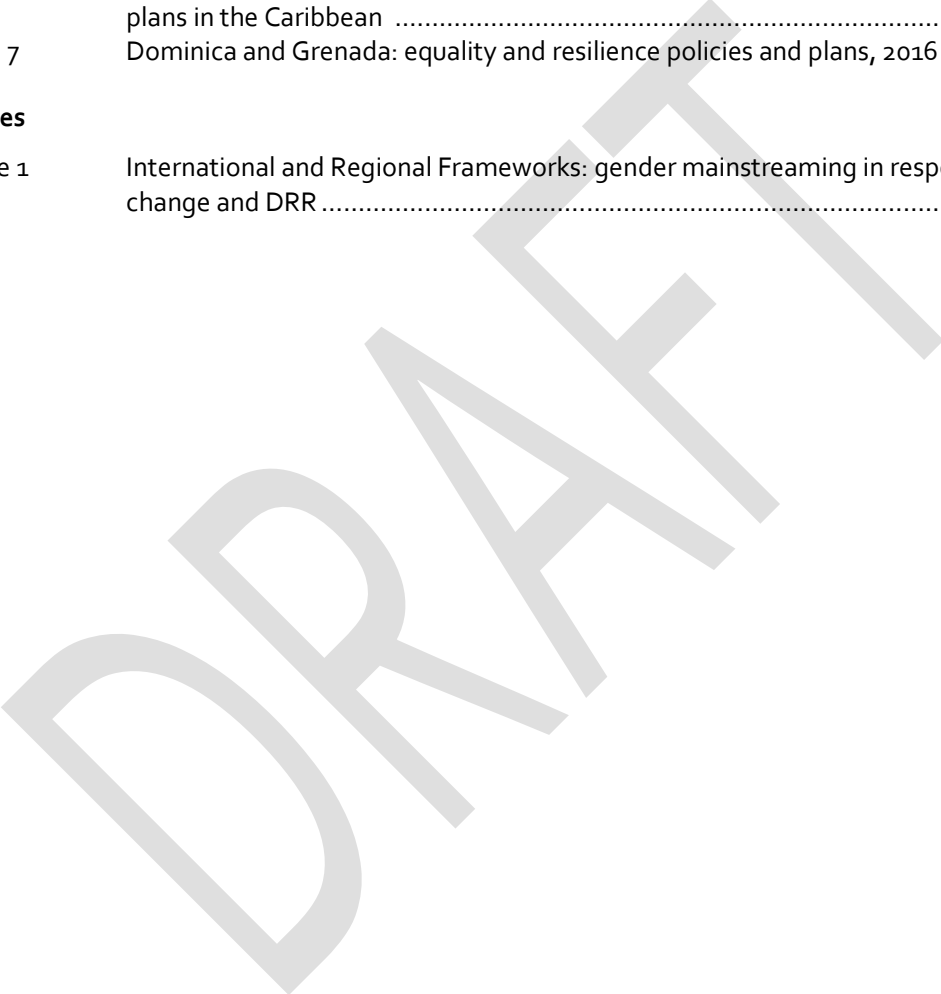 plans in the Caribbean ................................................................................
7 Dominica and Grenada: equality and resilience policies and plans, 2016
es
e 1 International and Regional Frameworks: gender mainstreaming in resp
change and DRR ................................................................................
DRAFT